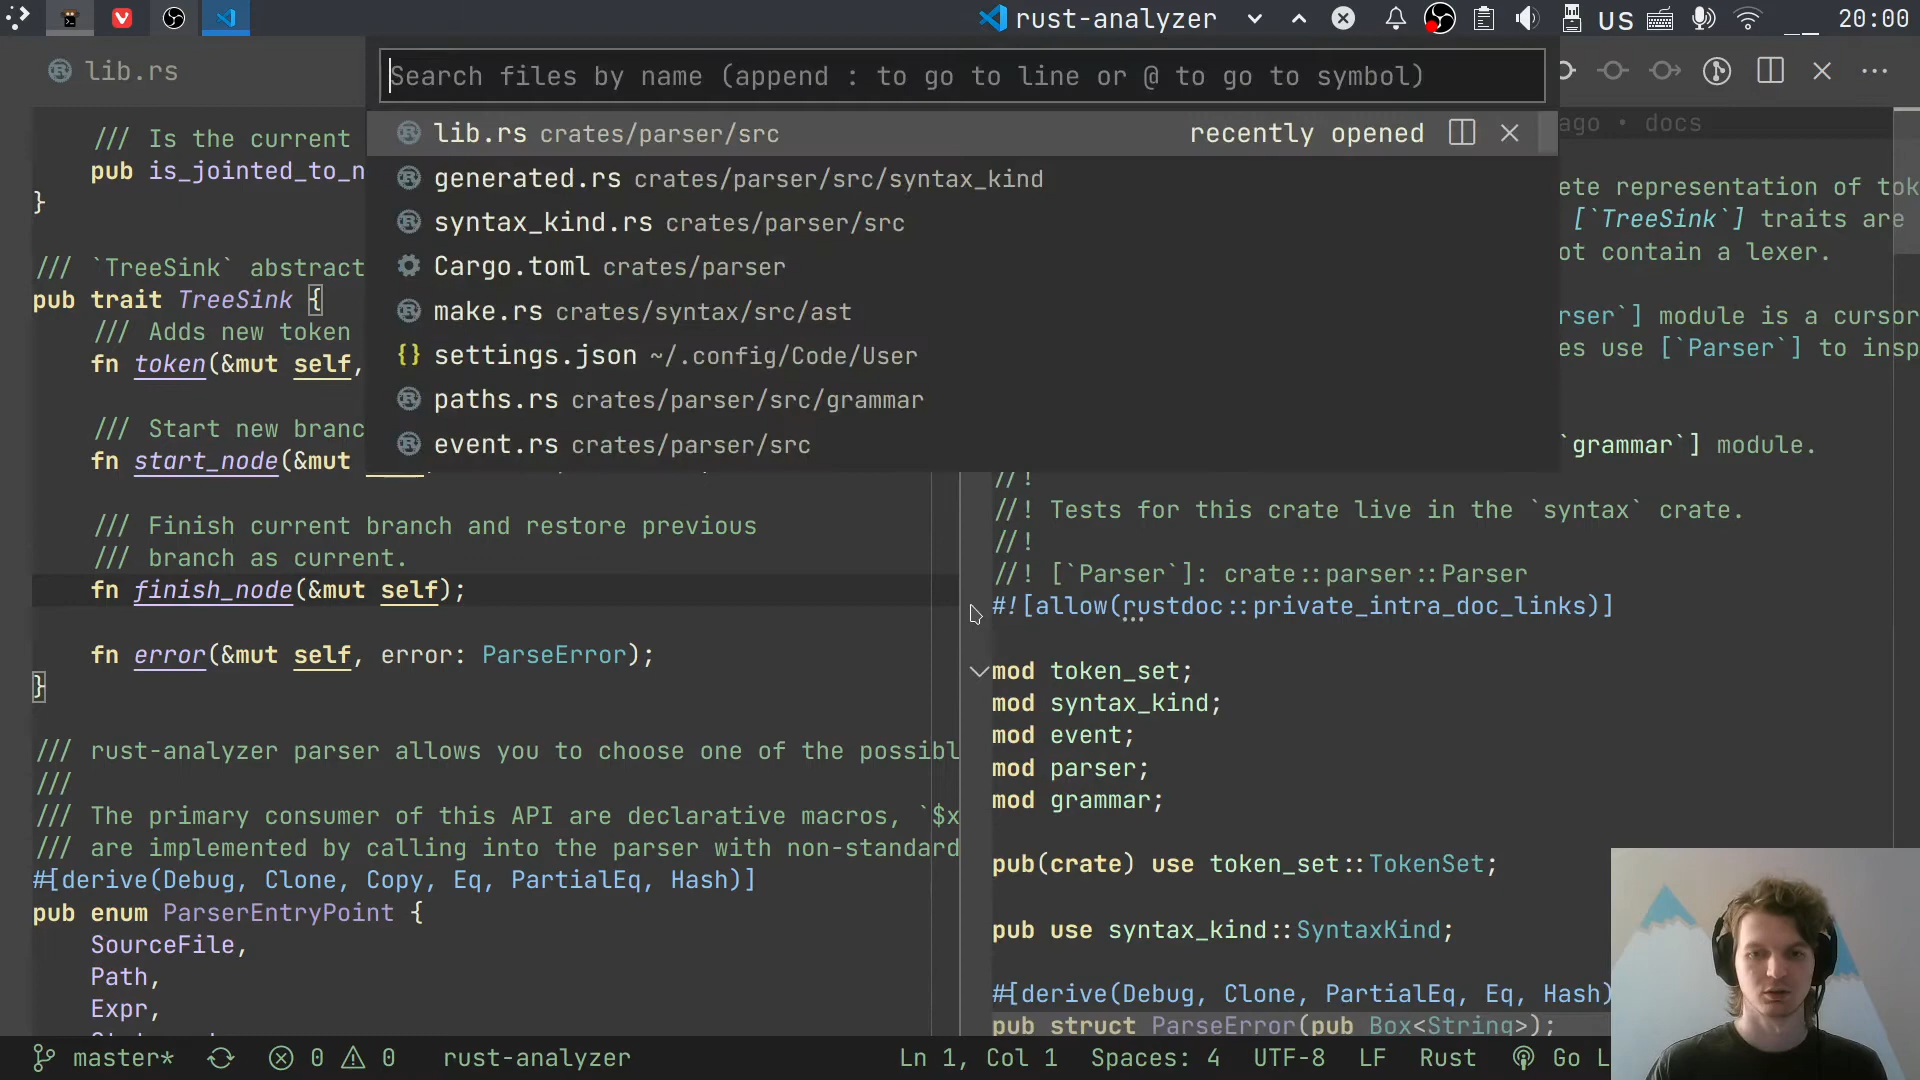 rust-analyzer
US
20:00
lib.rs
Search files by name (append : to go to line or @ to go to symbol)
lib.rs crates/parser/src recently opened
generated.rs crates/parser/src/syntax_kind
syntax_kind.rs crates/parser/src
Cargo.toml crates/parser
make.rs crates/syntax/src/ast
settings.json ~/.config/Code/User
paths.rs crates/parser/src/grammar
event.rs crates/parser/src
/// Is the current
pub is_jointed_to_n
}
/// `TreeSink` abstract
pub trait TreeSink {
/// Adds new token
fn token(&mut self,
/// Start new branc
fn start_node(&mut
/// Finish current branch and restore previous
/// branch as current.
fn finish_node(&mut self);
fn error(&mut self, error: ParseError);
}
/// rust-analyzer parser allows you to choose one of the possibl
///
/// The primary consumer of this API are declarative macros, `$x
/// are implemented by calling into the parser with non-standard
#[derive(Debug, Clone, Copy, Eq, PartialEq, Hash)]
pub enum ParserEntryPoint {
SourceFile,
Path,
Expr,
ago • docs
ete representation of tok
[`TreeSink`] traits are
ot contain a lexer.
rser`] module is a cursor
es use [`Parser`] to insp
`grammar`] module.
//!
//! Tests for this crate live in the `syntax` crate.
//!
//! [`Parser`]: crate::parser::Parser
#![allow(rustdoc::private_intra_doc_links)]
mod token_set;
mod syntax_kind;
mod event;
mod parser;
mod grammar;
pub(crate) use token_set::TokenSet;
pub use syntax_kind::SyntaxKind;
#[derive(Debug, Clone, PartialEq, Eq, Hash)
pub struct ParseError(pub Box<String>);
master* 0 0 rust-analyzer Ln 1, Col 1 Spaces: 4 UTF-8 LF Rust Go L